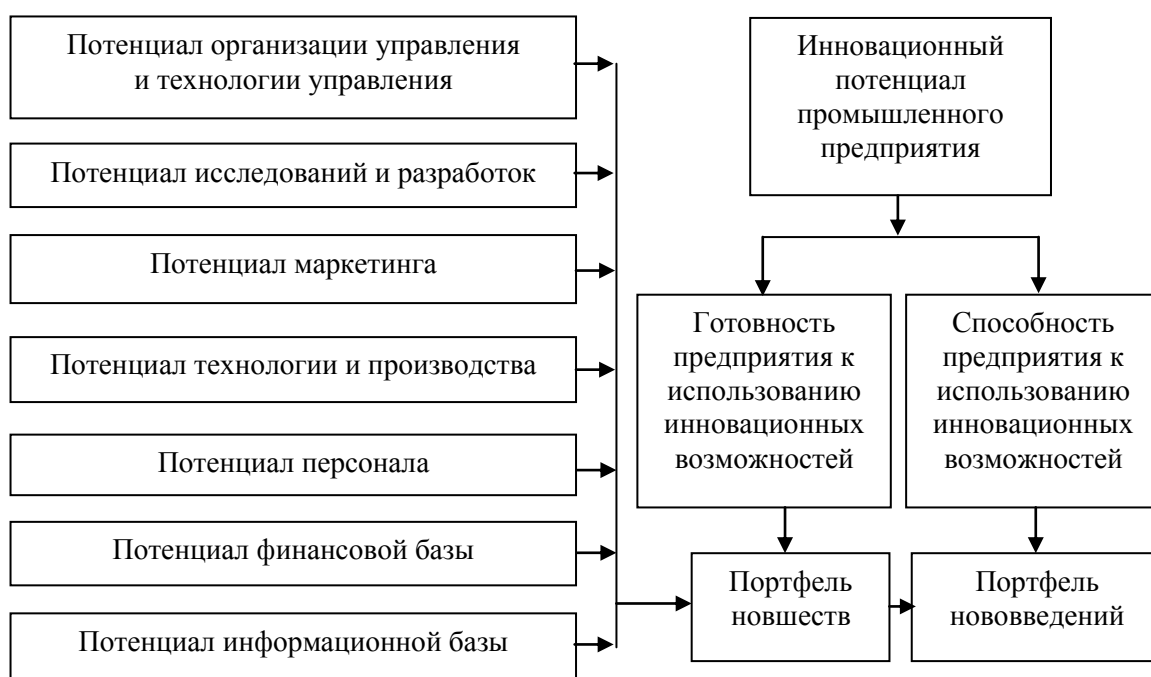 Потенциал организации управления
и технологии управления
Потенциал исследований и разработок
Потенциал маркетинга
Потенциал технологии и производства
Потенциал персонала
Потенциал финансовой базы
Потенциал информационной базы
Инновационный
потенциал
промышленного
предприятия
Готовность
предприятия к
использованию
инновационных
возможностей
Способность
предприятия к
использованию
инновационных
возможностей
Портфель
новшеств
Портфель
нововведений